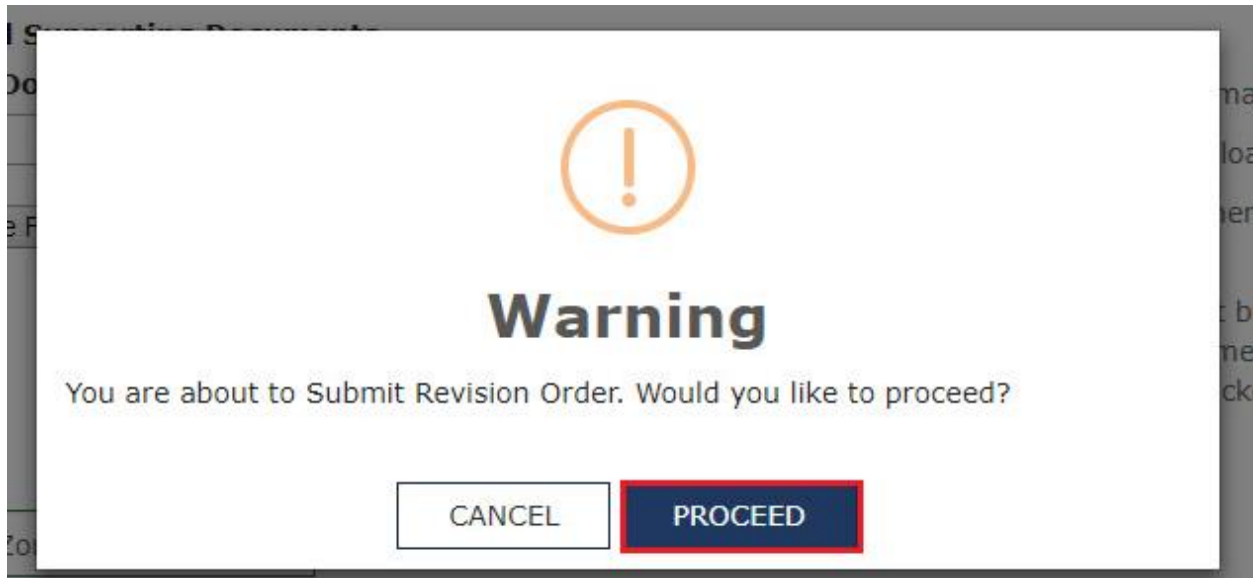 Warning
You are about to Submit Revision Order. Would you like to proceed?
CANCEL
PROCEED